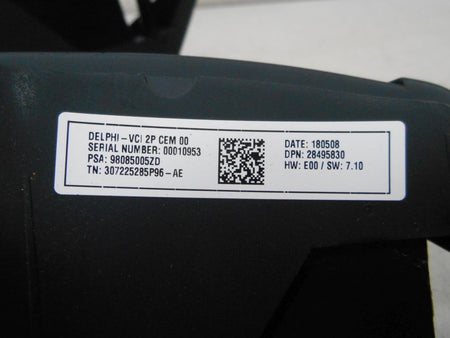 DELPHI-VCI 2P CEM 00
SERIAL NUMBER: 00010953
PSA: 98085005ZD
TN: 307225285P96-AE
DATE: 180508
DPN: 28495830
HW: E00 / SW: 7.10